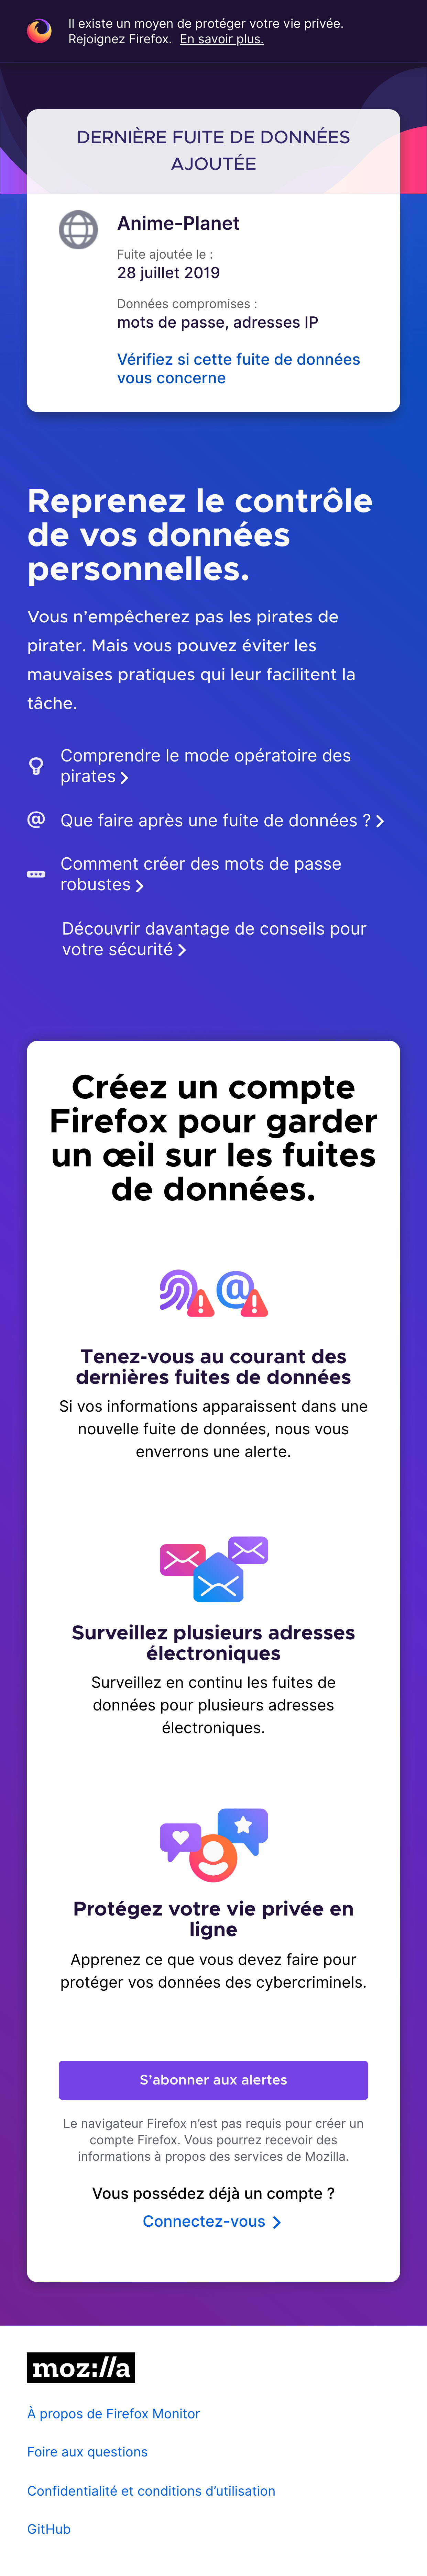 Il existe un moyen de protéger votre vie privée.
Rejoignez Firefox. En savoir plus.
DERNIÈRE FUITE DE DONNÉES
AJOUTÉE
Anime-Planet
Fuite ajoutée le :
28 juillet 2019
Données compromises :
mots de passe, adresses IP
Vérifiez si cette fuite de données
vous concerne
Reprenez le contrôle
de vos données
personnelles.
Vous n’empêcherez pas les pirates de
pirater. Mais vous pouvez éviter les
mauvaises pratiques qui leur facilitent la
tâche.
Comprendre le mode opératoire des
pirates
Que faire après une fuite de données ?
Comment créer des mots de passe
robustes
Découvrir davantage de conseils pour
votre sécurité
Créez un compte
Firefox pour garder
un œil sur les fuites
de données.
Tenez-vous au courant des
dernières fuites de données
Si vos informations apparaissent dans une
nouvelle fuite de données, nous vous
enverrons une alerte.
Surveillez plusieurs adresses
électroniques
Surveillez en continu les fuites de
données pour plusieurs adresses
électroniques.
Protégez votre vie privée en
ligne
Apprenez ce que vous devez faire pour
protéger vos données des cybercriminels.
S’abonner aux alertes
Le navigateur Firefox n’est pas requis pour créer un
compte Firefox. Vous pourrez recevoir des
informations à propos des services de Mozilla.
Vous possédez déjà un compte ?
Connectez-vous
moz://a
À propos de Firefox Monitor
Foire aux questions
Confidentialité et conditions d’utilisation
GitHub